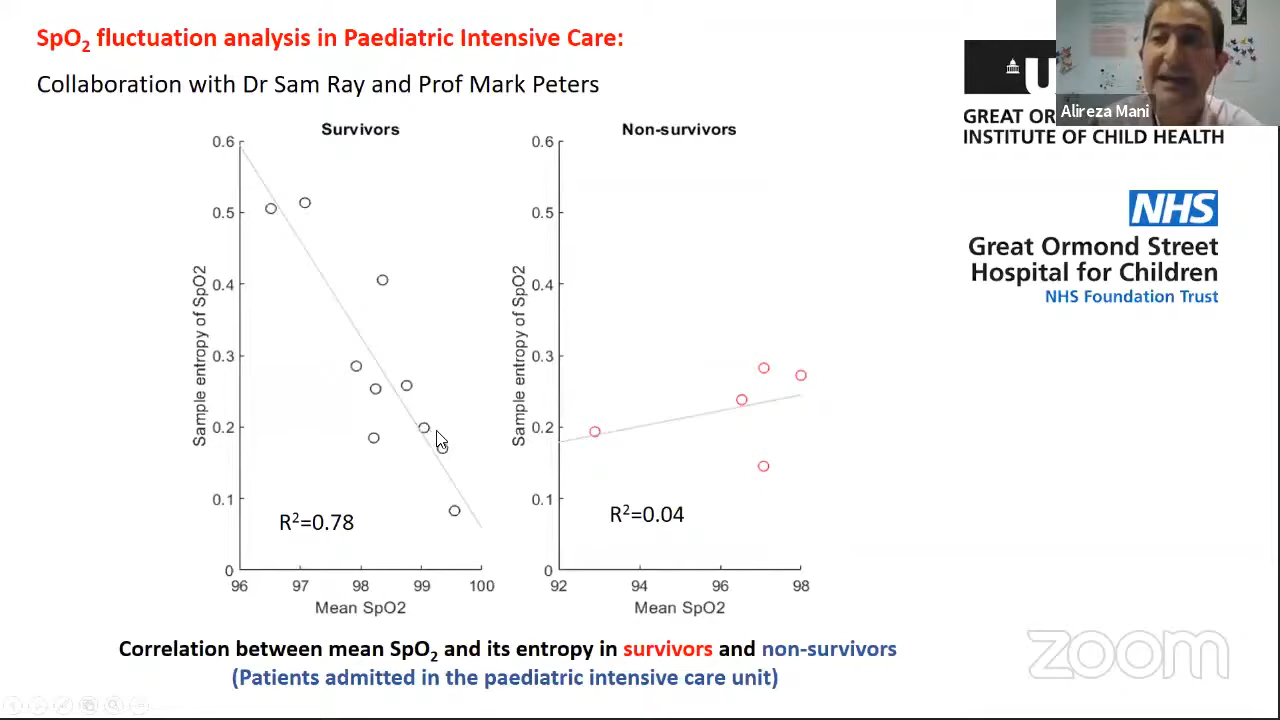 SpO2 fluctuation analysis in Paediatric Intensive Care:
Collaboration with Dr Sam Ray and Prof Mark Peters
Alireza Mani
U
GREAT OR
INSTITUTE OF CHILD HEALTH
NHS
Great Ormond Street
Hospital for Children
NHS Foundation Trust
Survivors
0.6
0.5
0.4
0.3
0.2
0.1
0
Sample entropy of SpO2
R²=0.78
96 97 98 99 100
Mean SpO2
Non-survivors
0.6
0.5
0.4
0.3
0.2
0.1
0
Sample entropy of SpO2
R²=0.04
92 94 96 98
Mean SpO2
Correlation between mean SpO2 and its entropy in survivors and non-survivors
(Patients admitted in the paediatric intensive care unit)
zoom